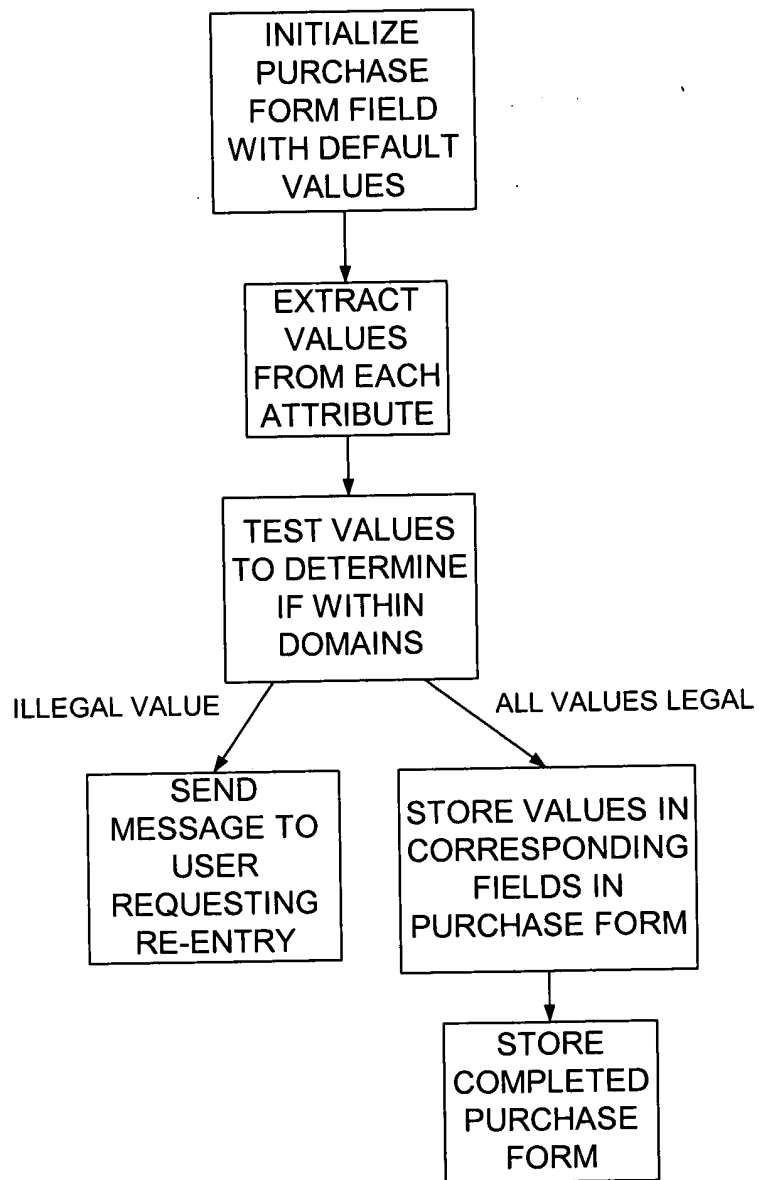 INITIALIZE
PURCHASE
FORM FIELD
WITH DEFAULT
VALUES
EXTRACT
VALUES
FROM EACH
ATTRIBUTE
TEST VALUES
TO DETERMINE
IF WITHIN
DOMAINS
ILLEGAL VALUE
ALL VALUES LEGAL
SEND
MESSAGE TO
USER
REQUESTING
RE-ENTRY
STORE VALUES IN
CORRESPONDING
FIELDS IN
PURCHASE FORM
STORE
COMPLETED
PURCHASE
FORM